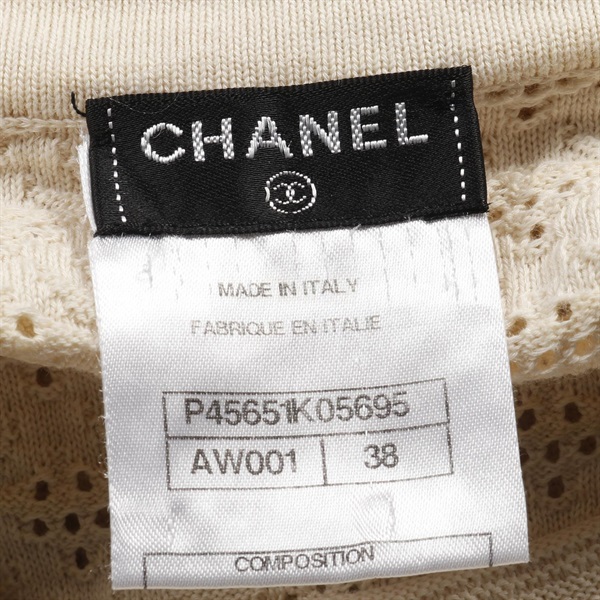 CHANEL
MADE IN ITALY
FABRIQUE EN ITALIE
P45651K05695
AW001 38
COMPOSITION